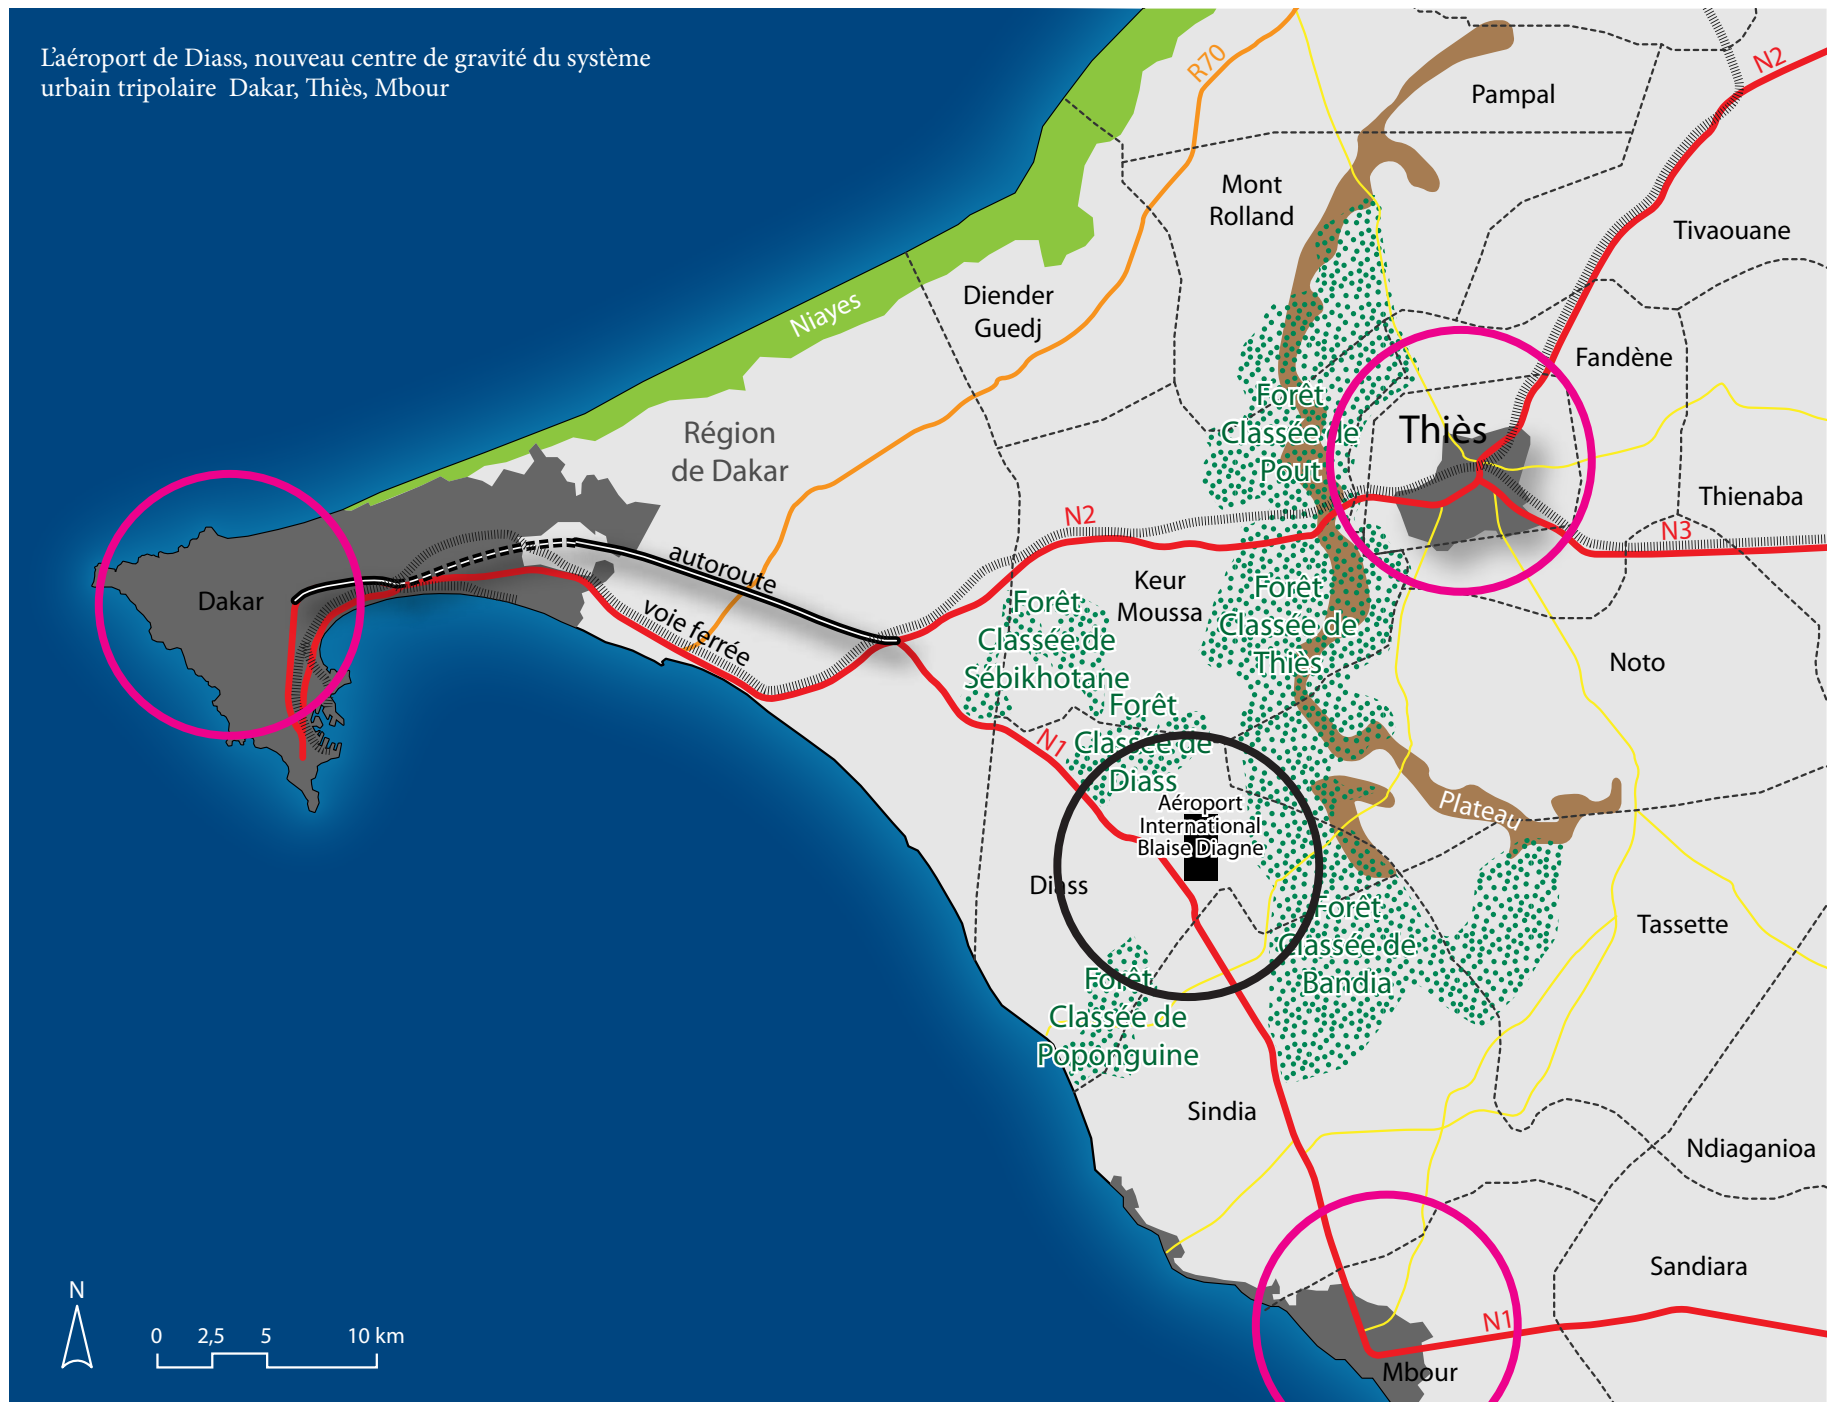 L'aéroport de Diass, nouveau centre de gravité du système
urbain tripolaire Dakar, Thiès, Mbour
R70
N2
Pampal
Mont
Rolland
Tivaouane
Diender
Guedj
Niayes
Fandène
Forêt
Classée de
Pout
Thiès
Région
de Dakar
Thienaba
N2
N3
autoroute
Keur
Moussa
Dakar
voie ferrée
Forêt
Classée de
Sébikhotane
Forêt
Classée de
Thiès
Noto
Forêt
Classée de
Diass
N1
Aéroport
International
Blaise Diagne
Plateau
Diass
Forêt
Classée de
Bandia
Tassette
Forêt
Classée de
Poponguine
Sindia
Ndiaganioa
Sandiara
N1
Mbour
N
0 2,5 5 10 km